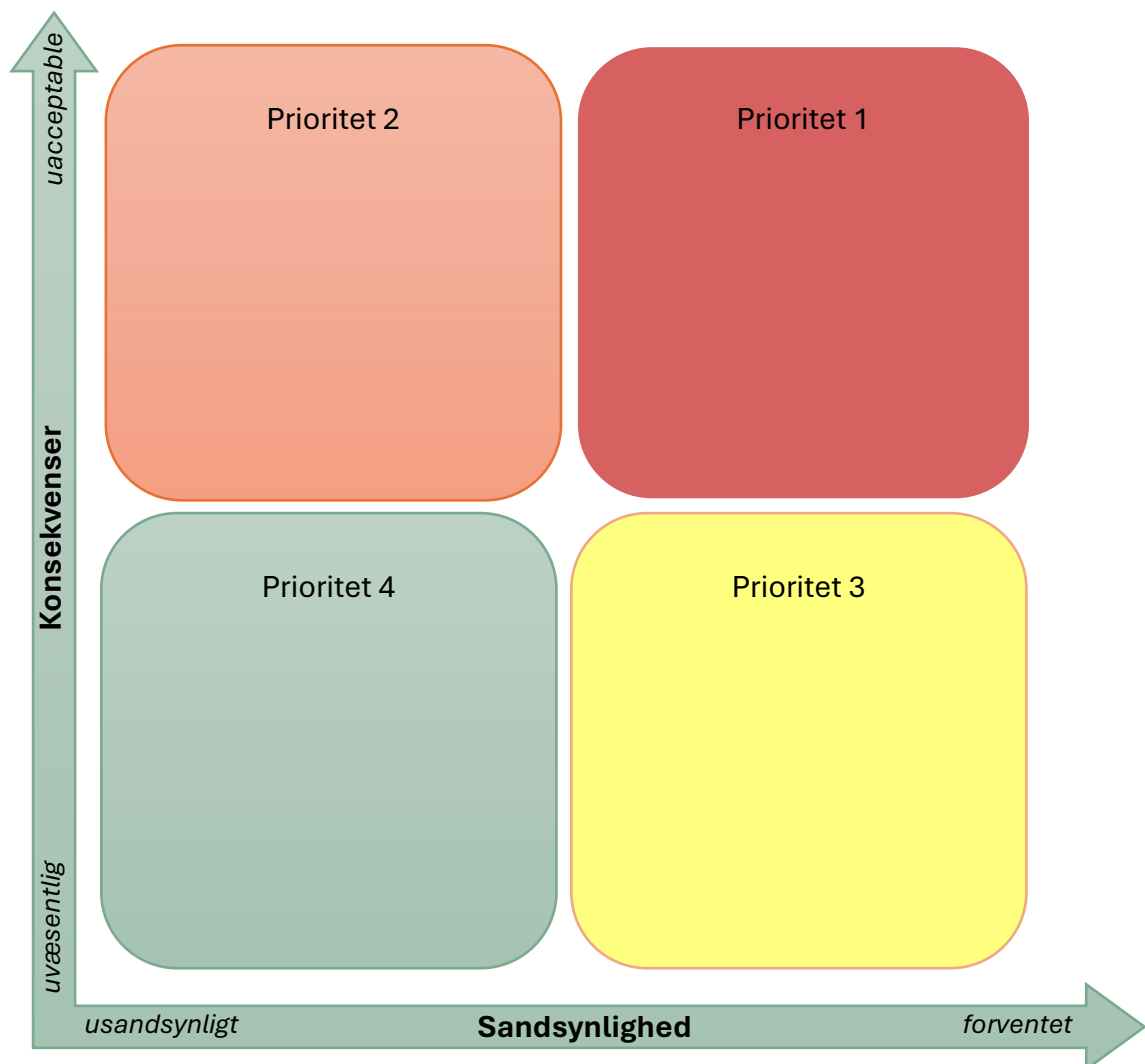 uacceptable
Prioritet 2
Prioritet 1
Konsekvenser
Prioritet 4
Prioritet 3
uvæsentlig
usandsynligt
Sandsynlighed
forventet